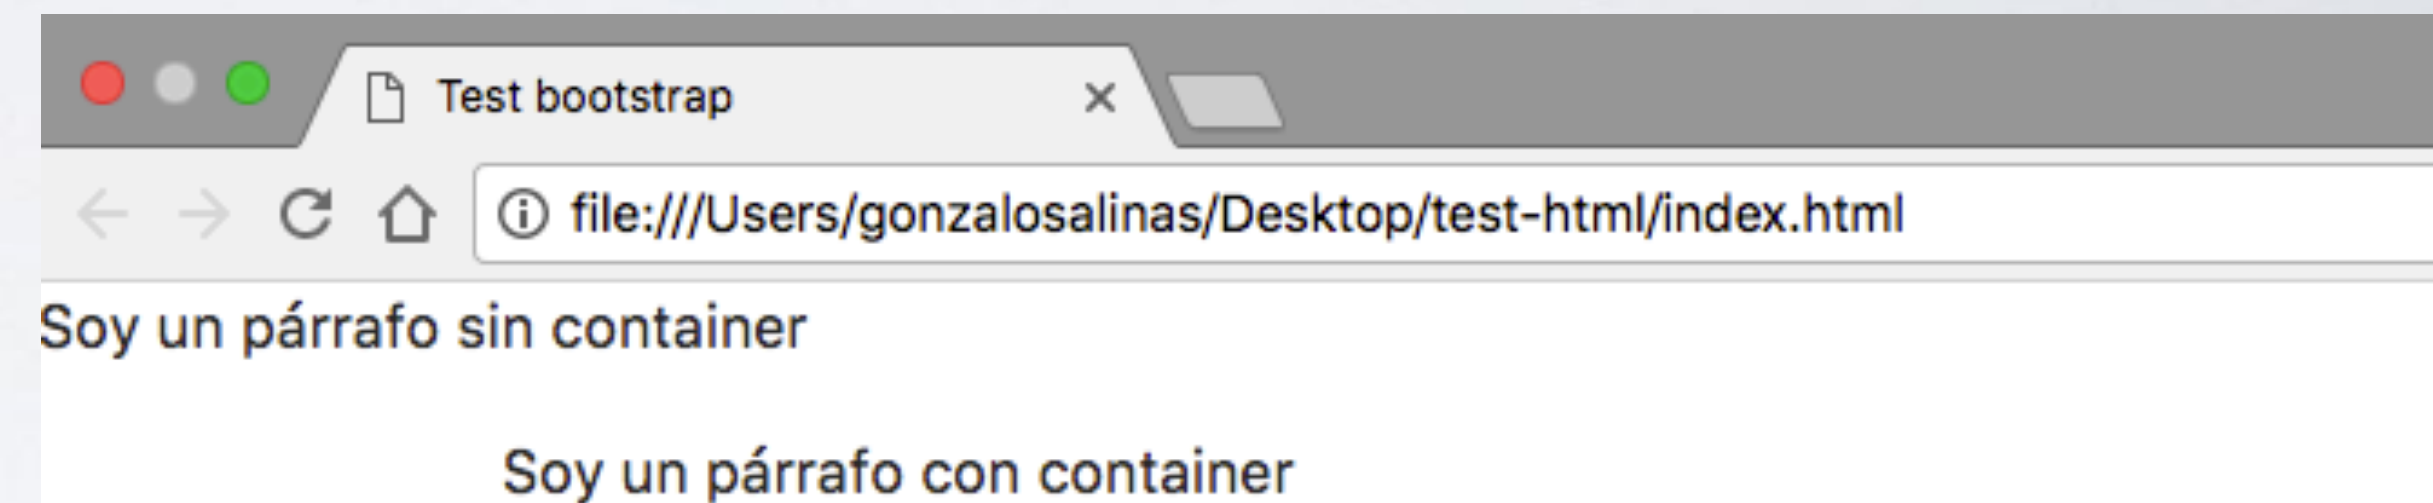 Test bootstrap
file:///Users/gonzalosalinas/Desktop/test-html/index.html
Soy un párrafo sin container
Soy un párrafo con container